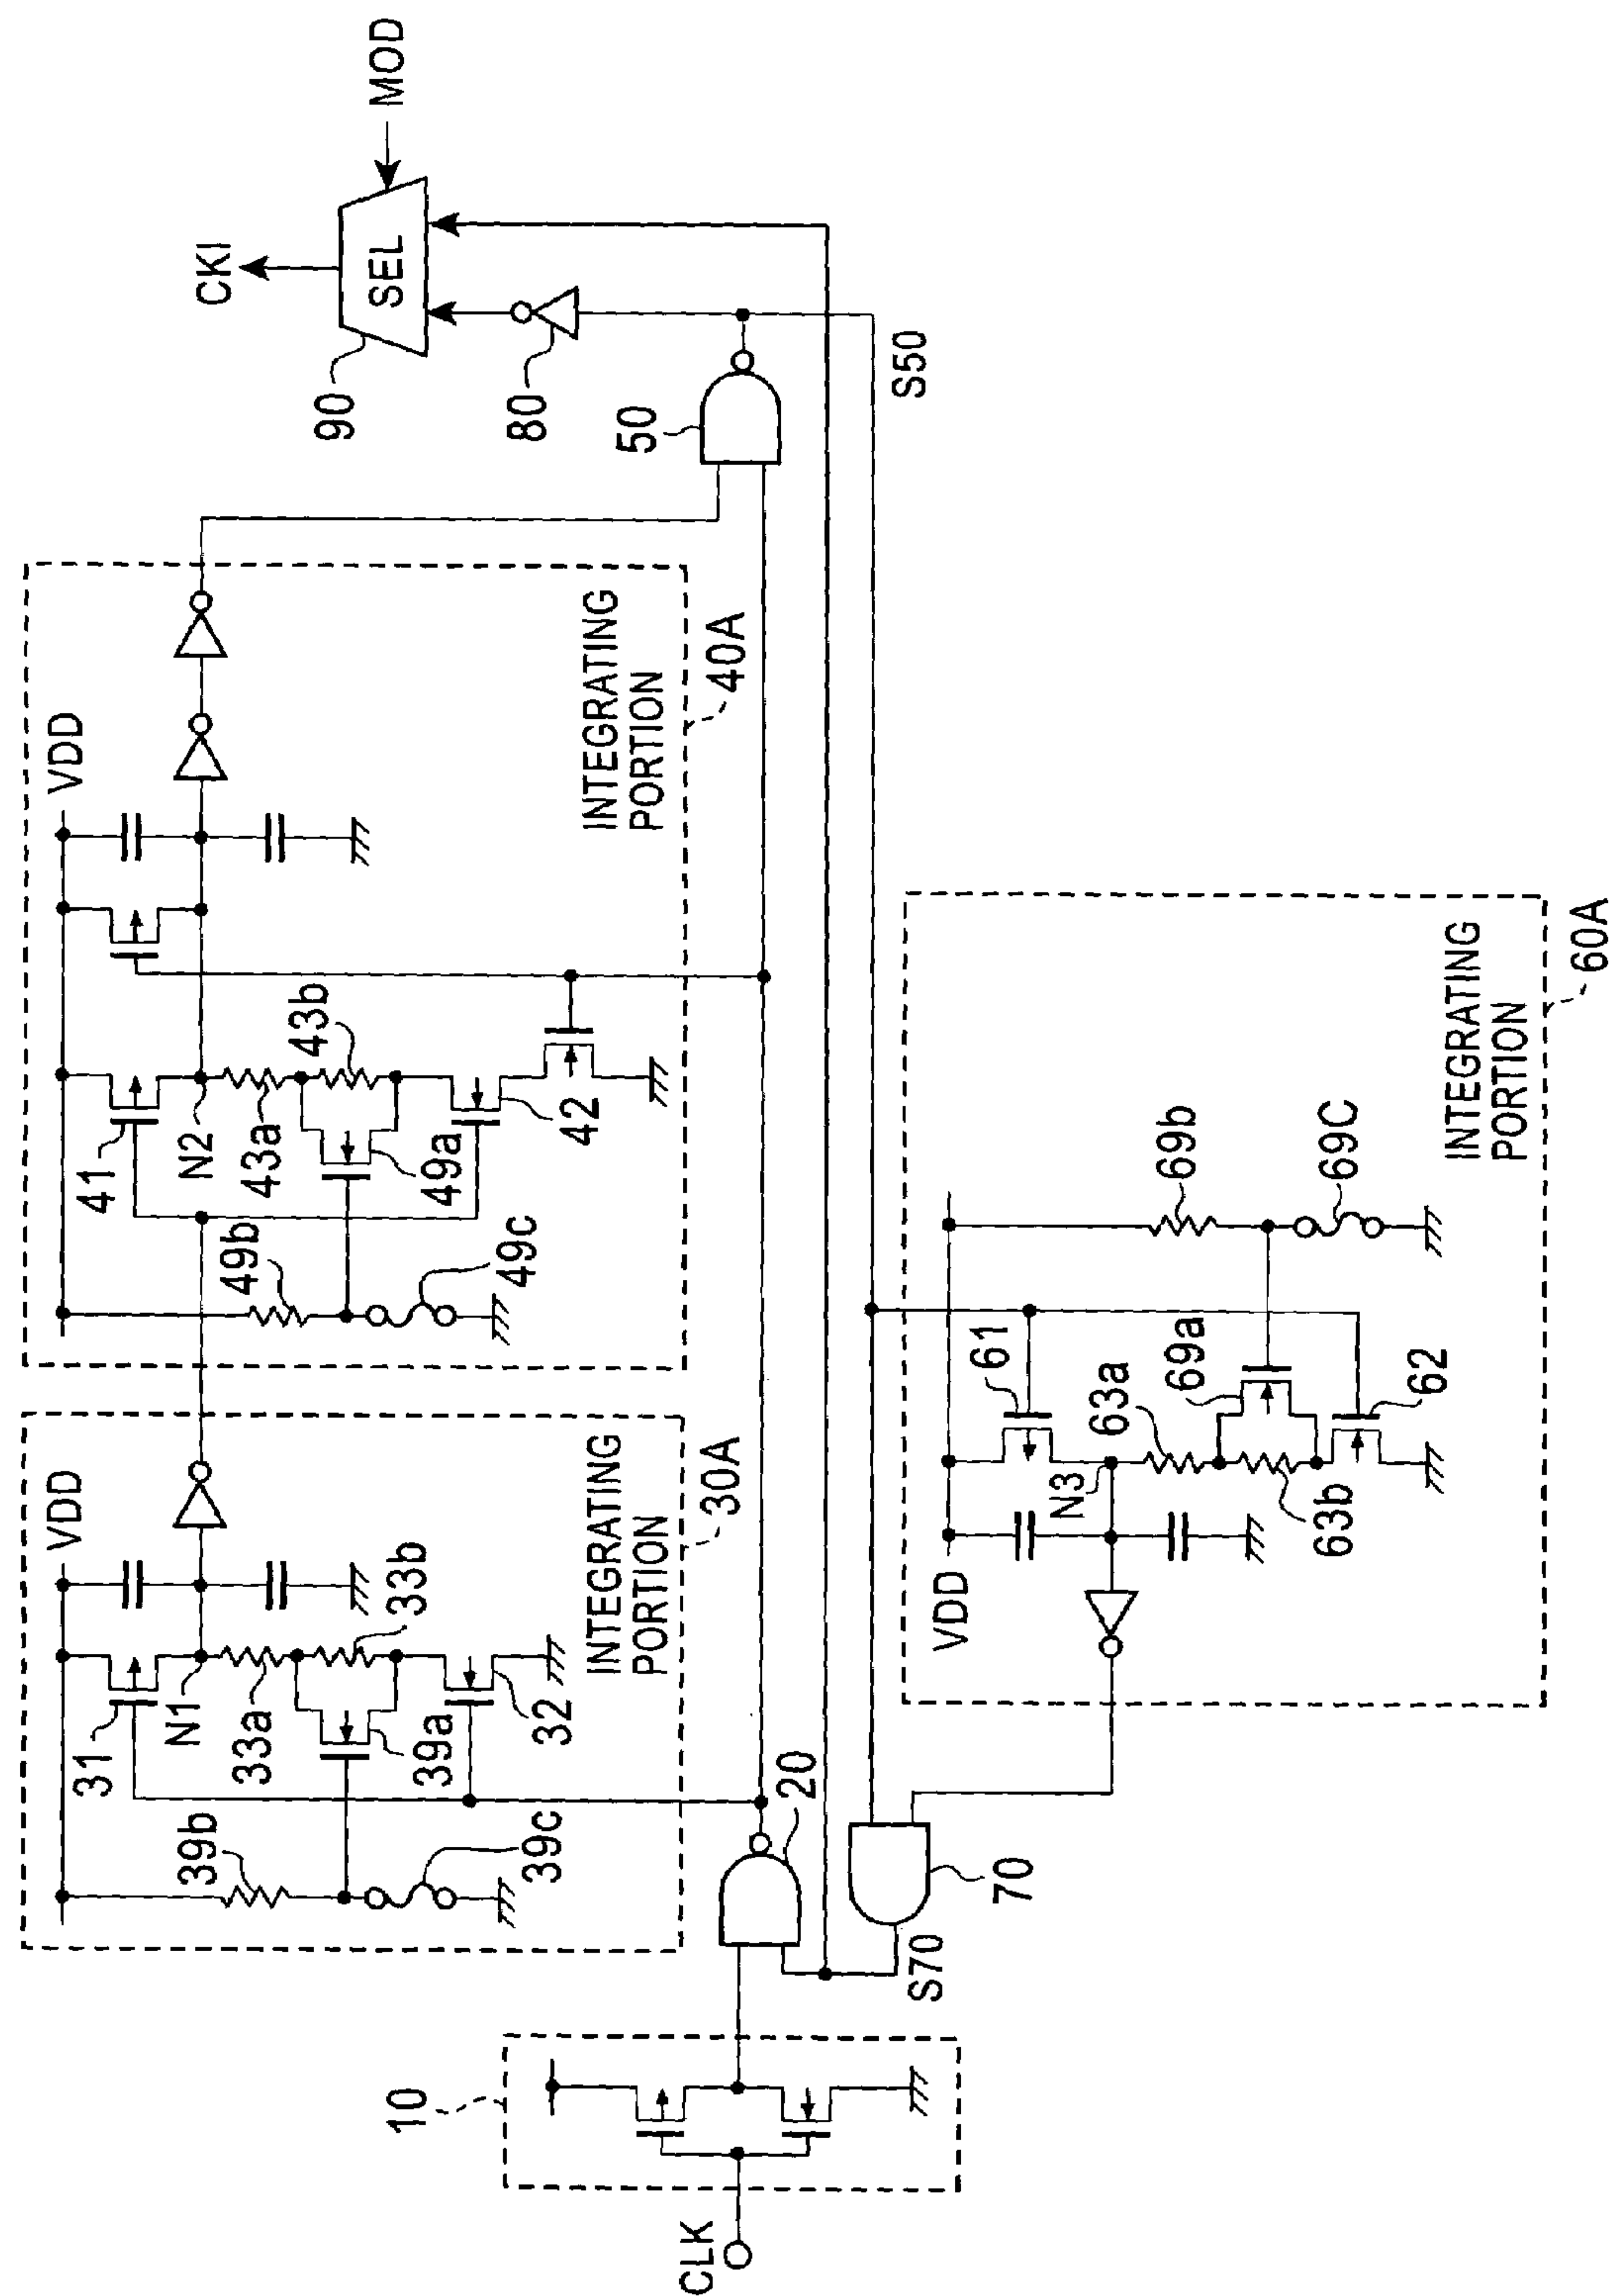 CLK
10
20
30A
INTEGRATING
PORTION
VDD
31
N1
33a
33b
39a
39b
39c
32
40A
INTEGRATING
PORTION
VDD
41
N2
43a
43b
49a
49b
49c
42
50
S50
80
90
SEL
MOD
CKI
60A
INTEGRATING
PORTION
VDD
61
N3
63a
63b
69a
69b
69C
62
70
S70